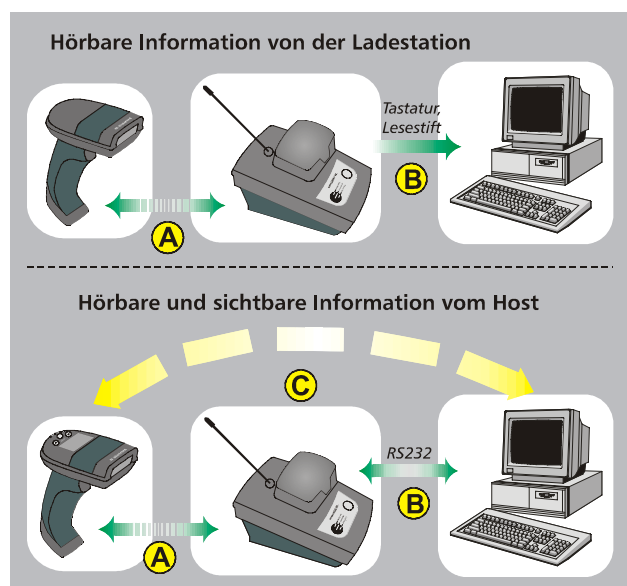 Hörbare Information von der Ladestation
Tastatur,
Lesestift
B
A
Hörbare und sichtbare Information vom Host
C
RS232
B
A